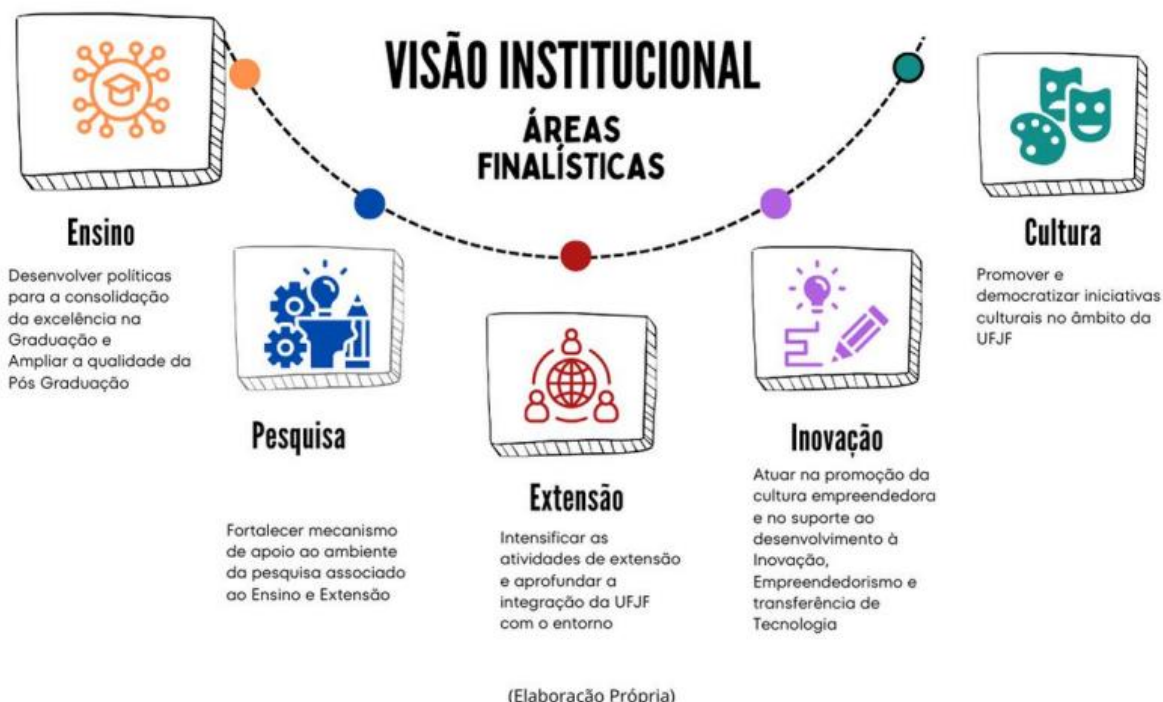 VISÃO INSTITUCIONAL
ÁREAS
FINALÍSTICAS
Ensino
Desenvolver políticas
para a consolidação
da excelência na
Graduação e
Ampliar a qualidade da
Pós Graduação
Pesquisa
Fortalecer mecanismo
de apoio ao ambiente
da pesquisa associado
ao Ensino e Extensão
Extensão
Intensificar as
atividades de extensão
e aprofundar a
integração da UFJF
com o entorno
Inovação
Atuar na promoção da
cultura empreendedora
e no suporte ao
desenvolvimento à
Inovação,
Empreendedorismo e
transferência de
Tecnologia
Cultura
Promover e
democratizar iniciativas
culturais no âmbito da
UFJF
(Elaboração Própria)